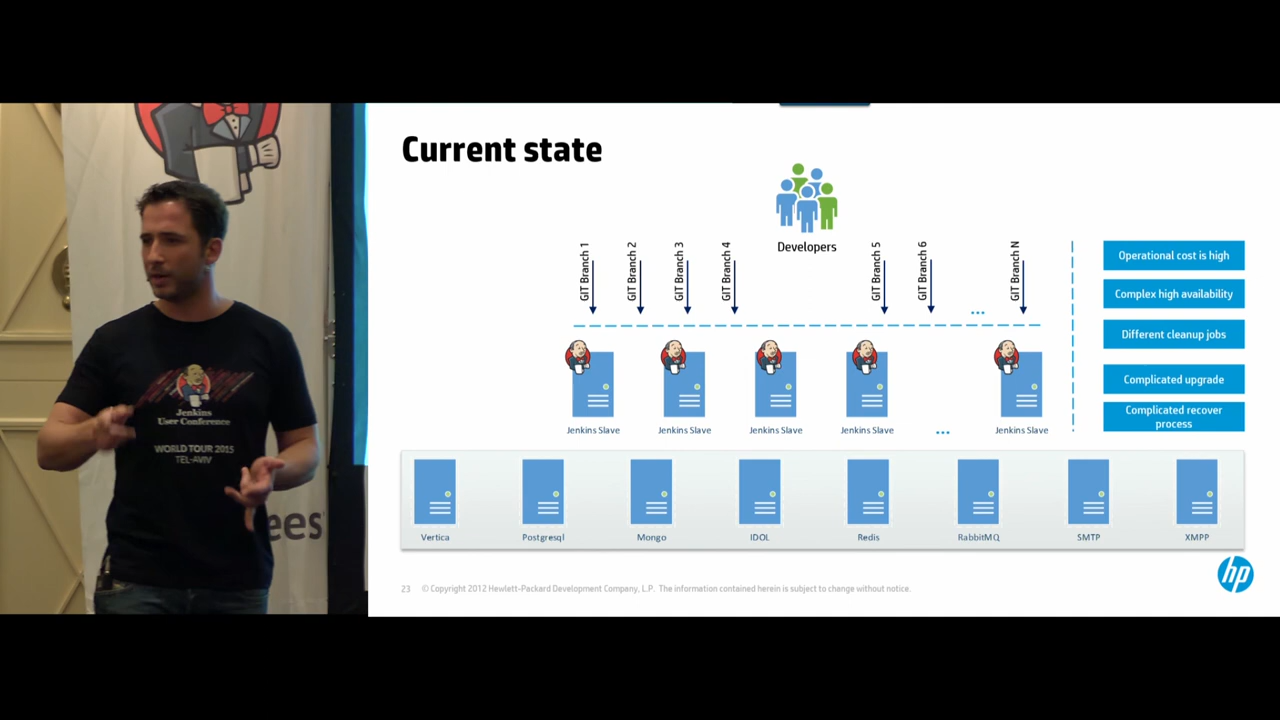 Current state
Developers
GIT Branch 1
GIT Branch 2
GIT Branch 3
GIT Branch 4
GIT Branch 5
GIT Branch 6
...
GIT Branch N
Jenkins Slave
Jenkins Slave
Jenkins Slave
Jenkins Slave
...
Jenkins Slave
Operational cost is high
Complex high availability
Different cleanup jobs
Complicated upgrade
Complicated recover
process
Vertica
Postgresql
Mongo
IDOL
Redis
RabbitMQ
SMTP
XMPP
23 © Copyright 2012 Hewlett-Packard Development Company, L.P. The information contained herein is subject to change without notice.
hp
Jenkins
User Conference
WORLD TOUR 2015
TEL-AVIV
ees